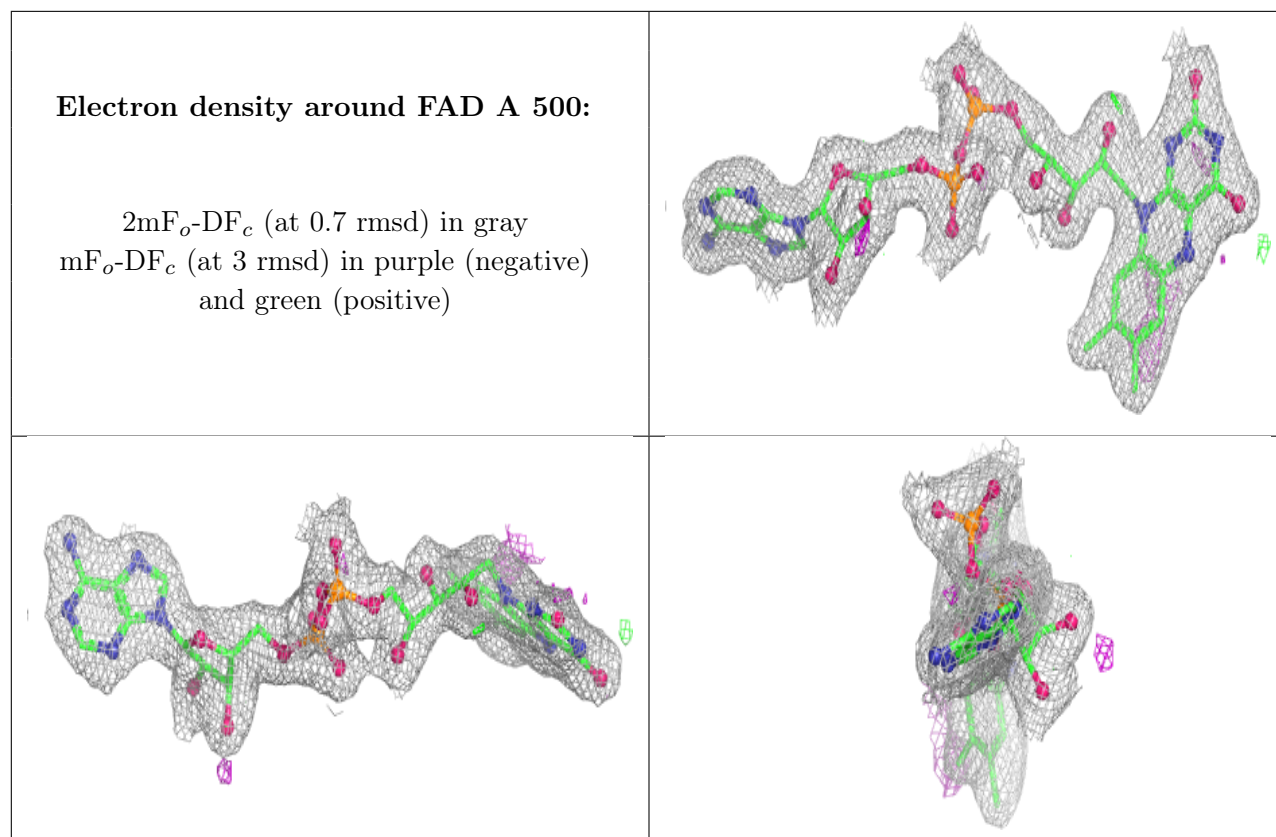 Electron density around FAD A 500:
2mFo-DFc (at 0.7 rmsd) in gray
mFo-DFc (at 3 rmsd) in purple (negative)
and green (positive)